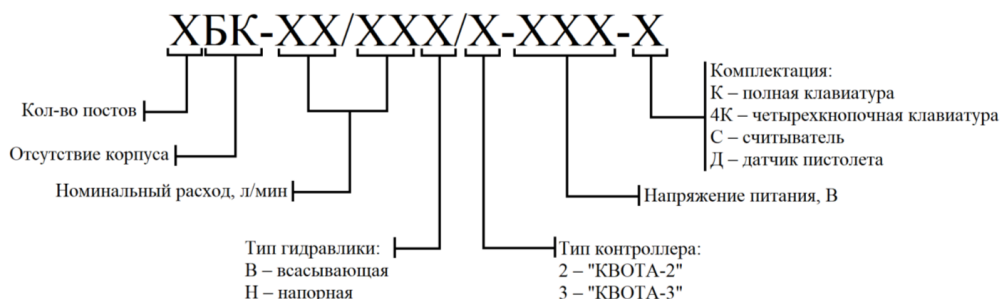 ХБК-ХХ/ХХХ/Х-ХХХ-Х
Кол-во постов
Отсутствие корпуса
Номинальный расход, л/мин
Тип гидравлики:
В – всасывающая
Н – напорная
Тип контроллера:
2 – "КВОТА-2"
3 – "КВОТА-3"
Напряжение питания, В
Комплектация:
К – полная клавиатура
4К – четырехкнопочная клавиатура
С – считыватель
Д – датчик пистолета